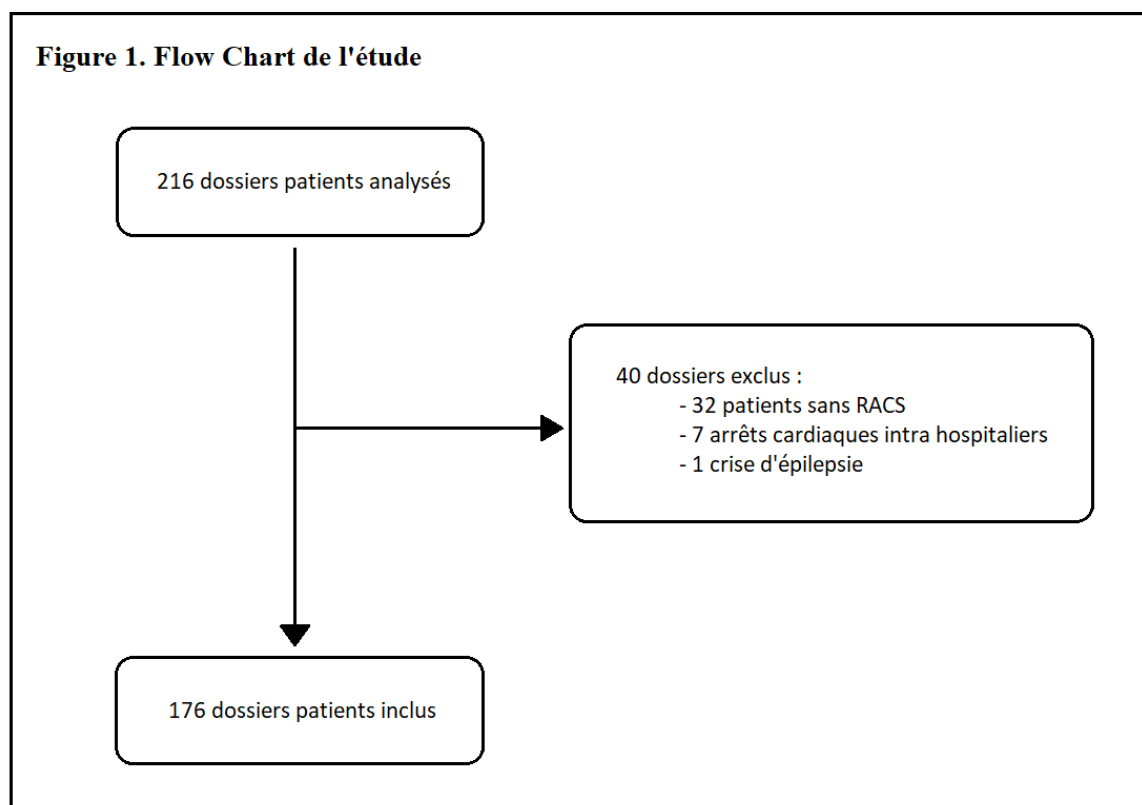 Figure 1. Flow Chart de l'étude
216 dossiers patients analysés
40 dossiers exclus :
- 32 patients sans RACS
- 7 arrêts cardiaques intra hospitaliers
- 1 crise d'épilepsie
176 dossiers patients inclus